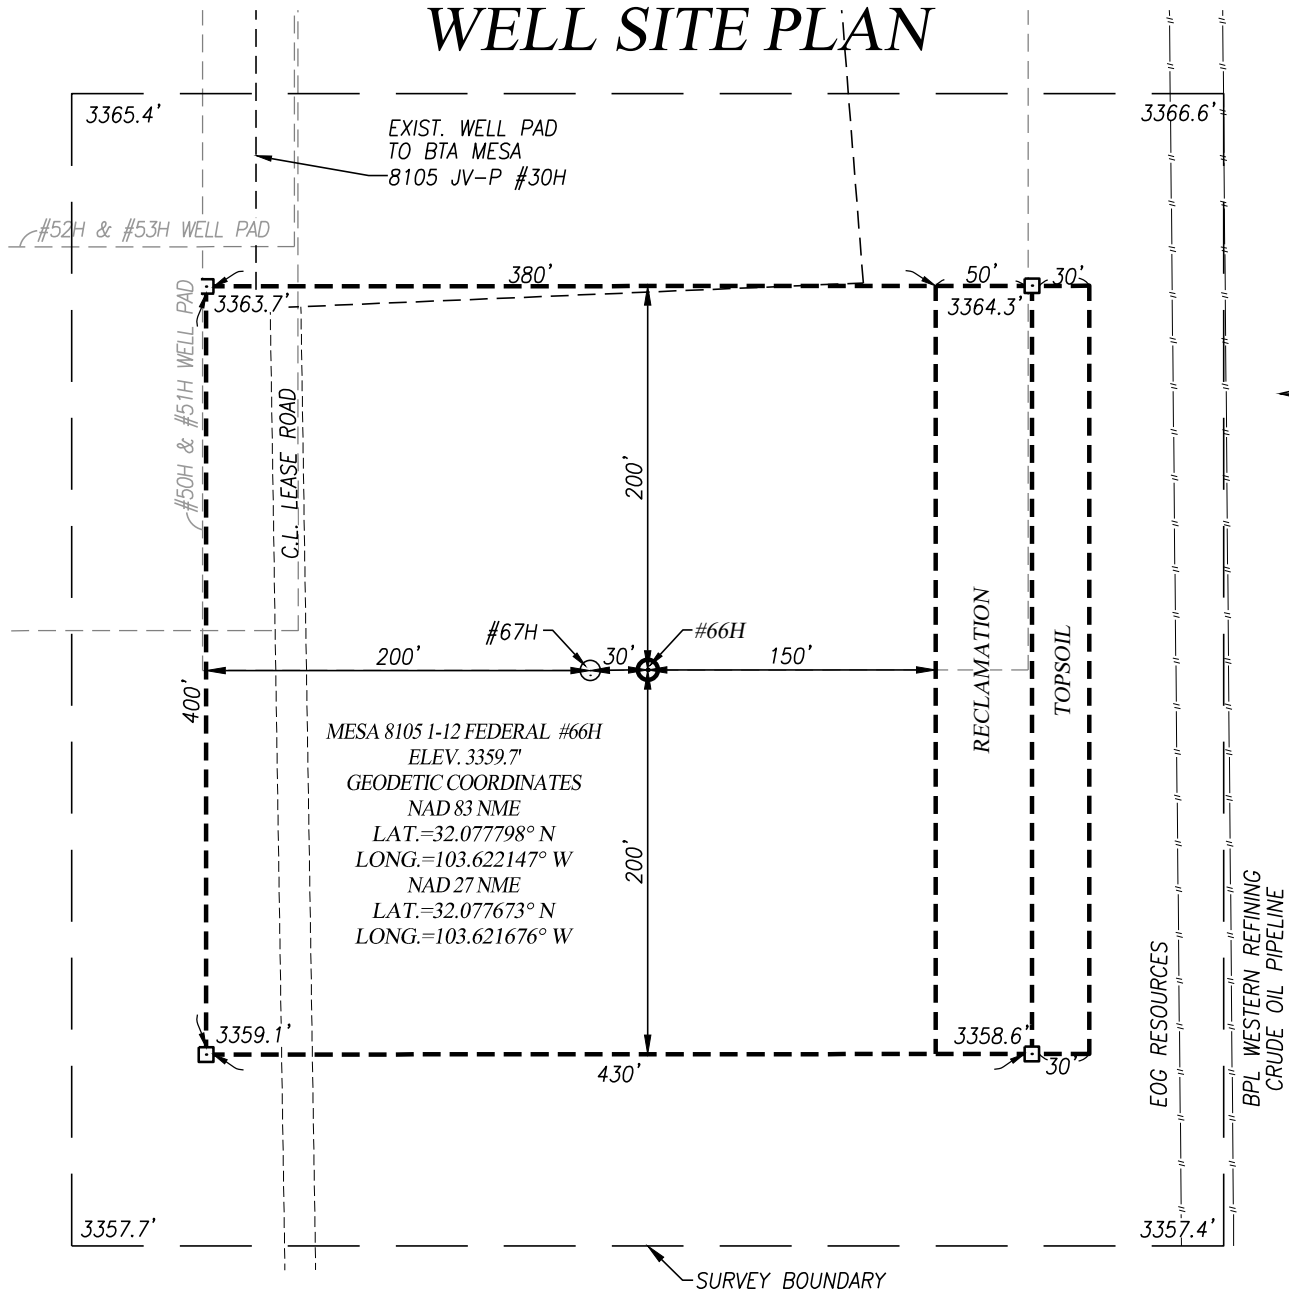 WELL SITE PLAN
3365.4'
3366.6'
EXIST. WELL PAD
TO BTA MESA
8105 JV-P #30H
#52H & #53H WELL PAD
380'
50'
30'
3363.7'
3364.3'
#50H & #51H WELL PAD
C.L. LEASE ROAD
200'
#67H
#66H
200'
30'
150'
400'
RECLAMATION
TOPSOIL
MESA 8105 1-12 FEDERAL #66H
ELEV. 3359.7'
GEODETIC COORDINATES
NAD 83 NME
LAT.=32.077798° N
LONG.=103.622147° W
NAD 27 NME
LAT.=32.077673° N
LONG.=103.621676° W
200'
EOG RESOURCES
BPL WESTERN REFINING
CRUDE OIL PIPELINE
3359.1'
3358.6'
430'
30'
3357.7'
3357.4'
SURVEY BOUNDARY